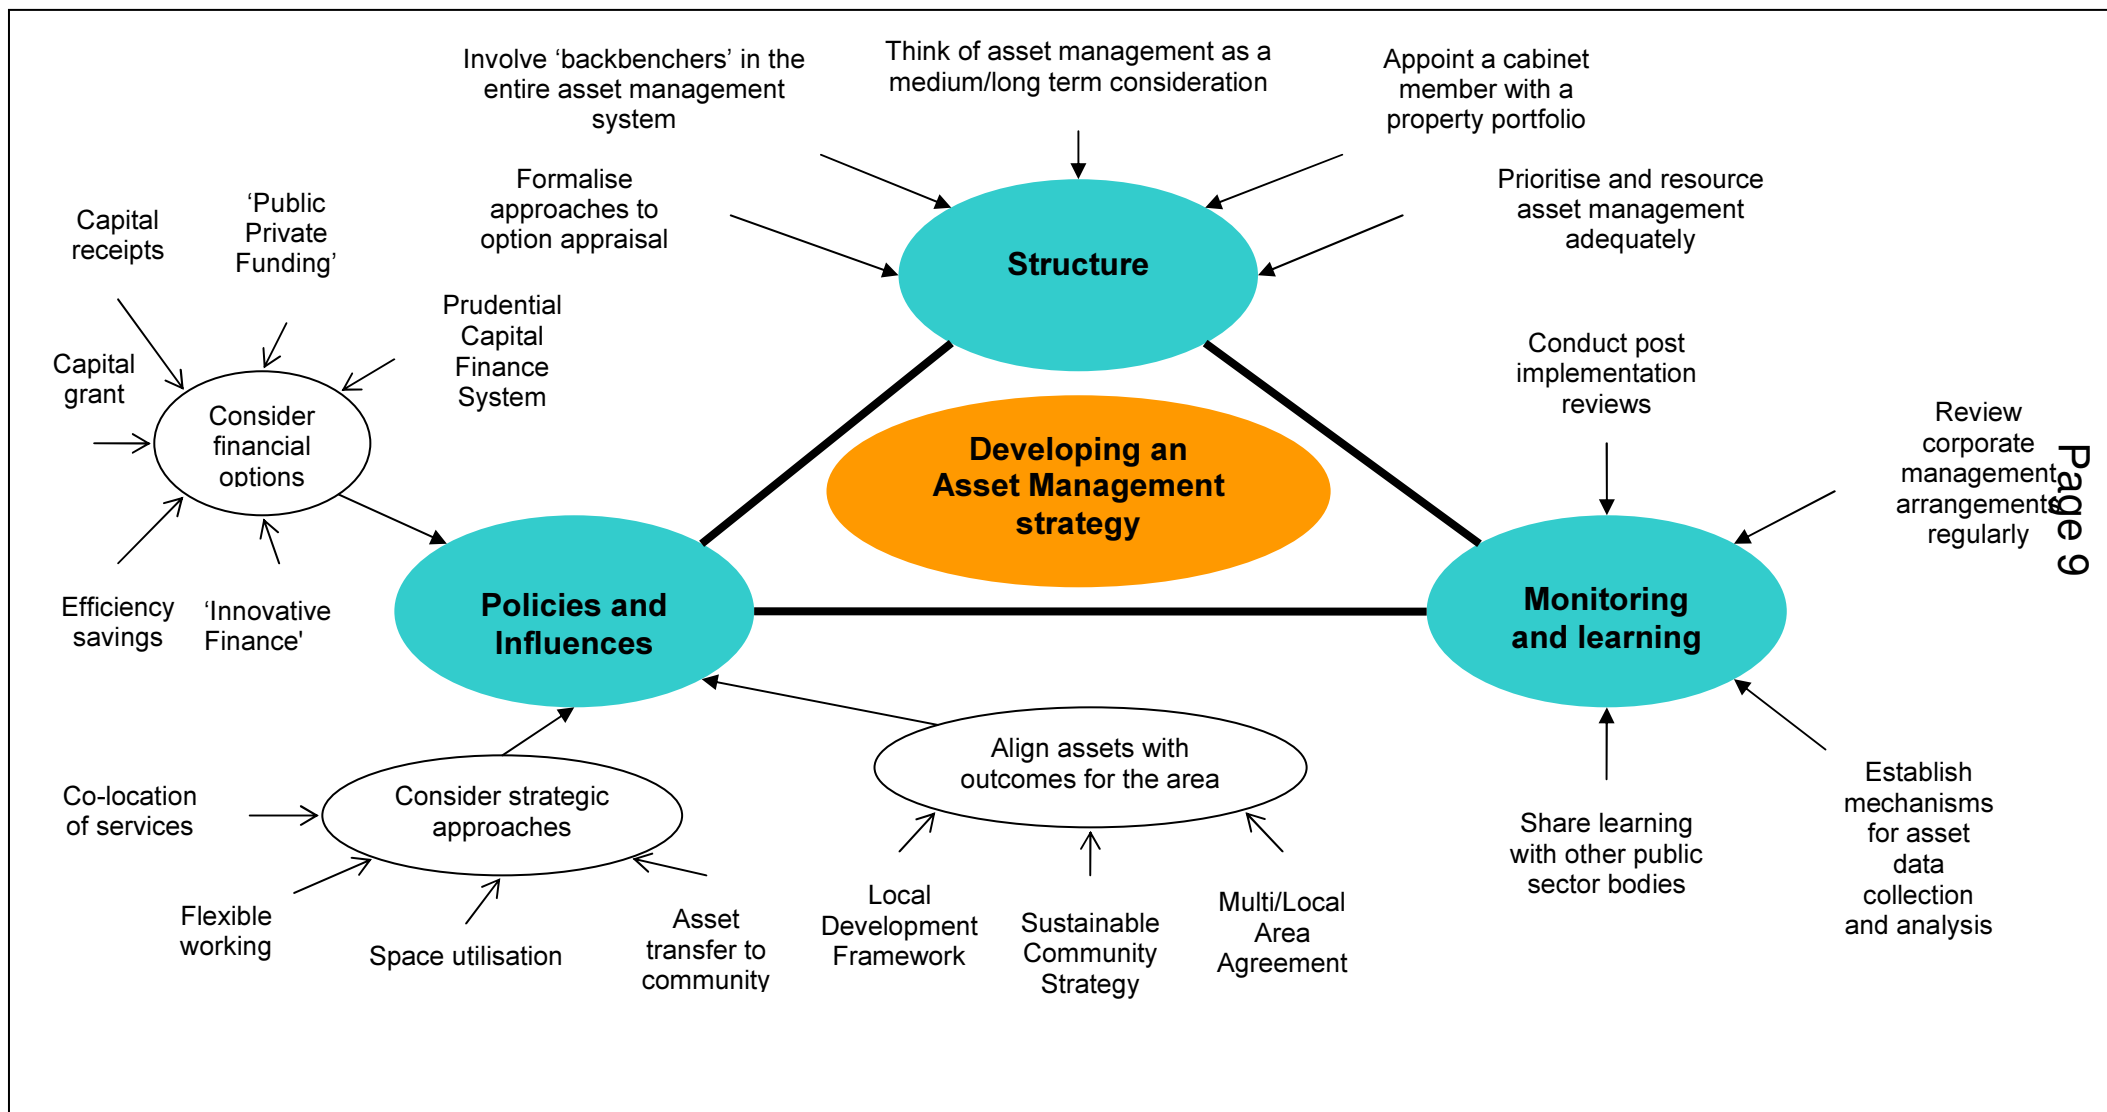 Involve ‘backbenchers’ in the
entire asset management
system
Think of asset management as a
medium/long term consideration
Appoint a cabinet
member with a
property portfolio
Formalise
approaches to
option appraisal
Prioritise and resource
asset management
adequately
Structure
Capital
receipts
‘Public
Private
Funding’
Prudential
Capital
Finance
System
Capital
grant
Consider
financial
options
Efficiency
savings
‘Innovative
Finance'
Developing an
Asset Management
strategy
Conduct post
implementation
reviews
Review
corporate
management
arrangements
regularly
Page 9
Policies and
Influences
Monitoring
and learning
Co-location
of services
Consider strategic
approaches
Flexible
working
Space utilisation
Asset
transfer to
community
Align assets with
outcomes for the area
Local
Development
Framework
Sustainable
Community
Strategy
Multi/Local
Area
Agreement
Share learning
with other public
sector bodies
Establish
mechanisms
for asset
data
collection
and analysis